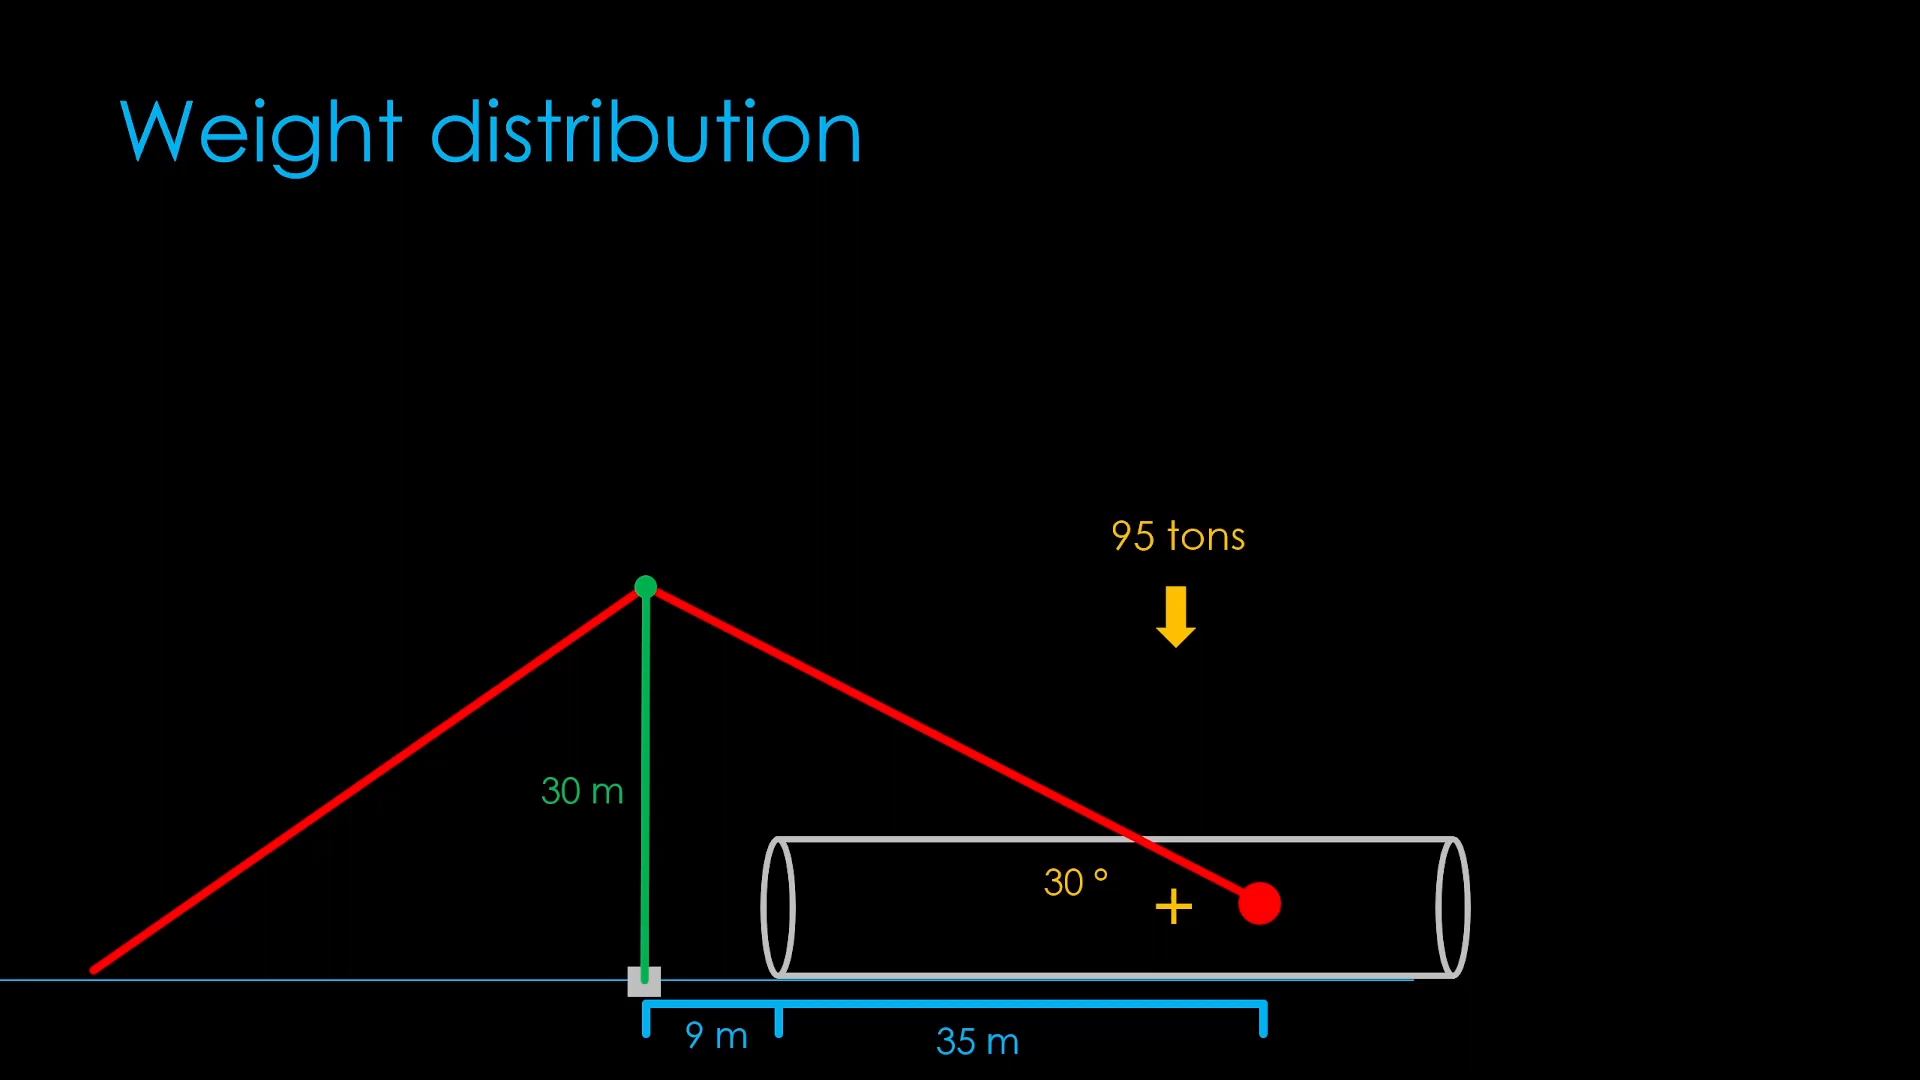 Weight distribution
95 tons
30 m
30 °
9 m
35 m